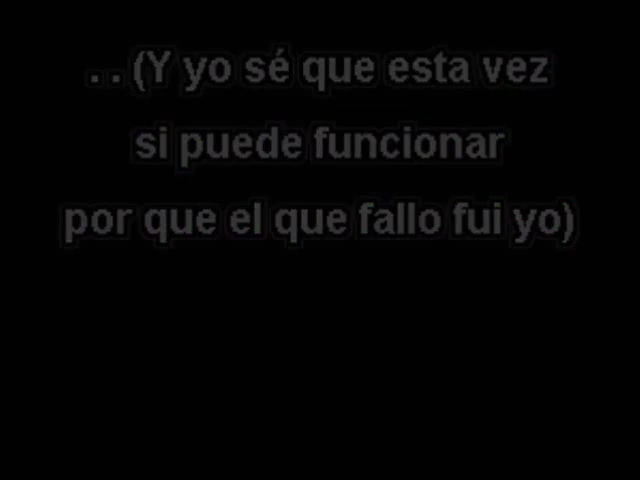 . . (Y yo sé que esta vez
si puede funcionar
por que el que fallo fui yo)